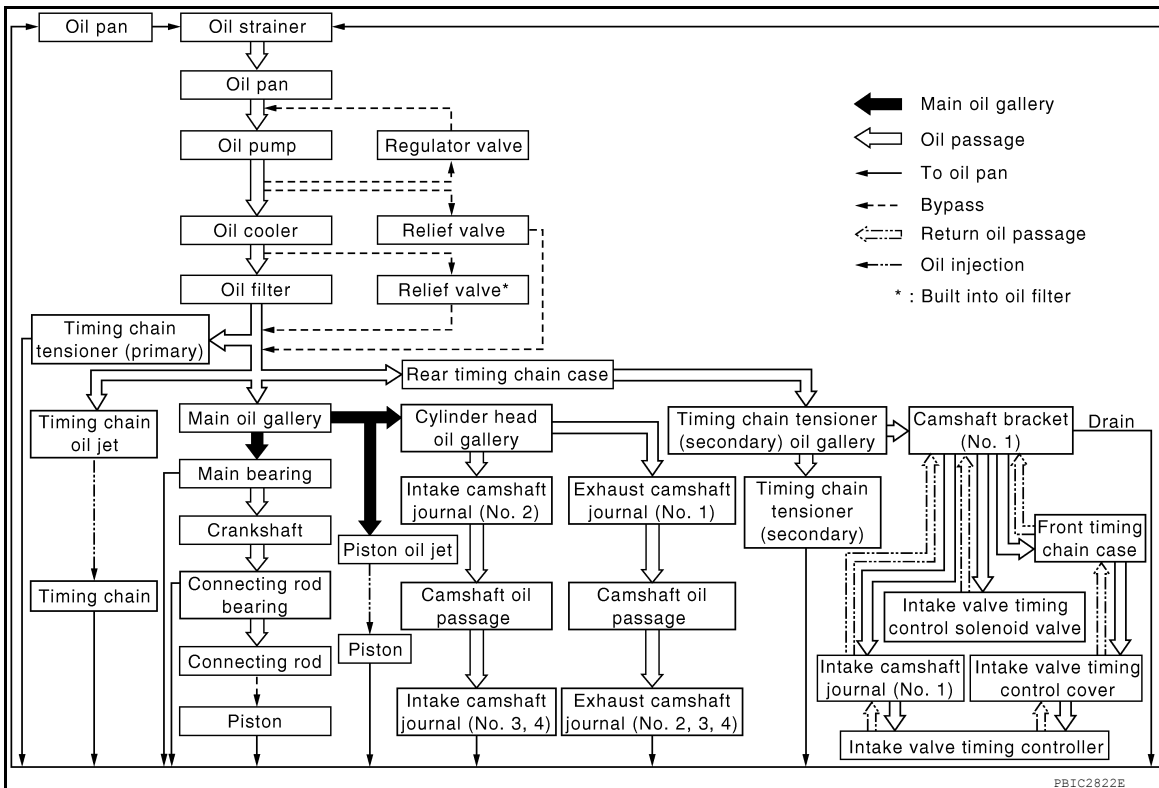 Oil pan
Oil strainer
Oil pan
Oil pump
Regulator valve
Oil cooler
Relief valve
Oil filter
Relief valve*
Main oil gallery
Oil passage
To oil pan
Bypass
Return oil passage
Oil injection
* : Built into oil filter
Timing chain
tensioner (primary)
Rear timing chain case
Timing chain
oil jet
Main oil gallery
Cylinder head
oil gallery
Timing chain tensioner
(secondary) oil gallery
Camshaft bracket
(No. 1)
Drain
Main bearing
Intake camshaft
journal (No. 2)
Exhaust camshaft
journal (No. 1)
Timing chain
tensioner
(secondary)
Crankshaft
Piston oil jet
Front timing
chain case
Timing chain
Connecting rod
bearing
Camshaft oil
passage
Camshaft oil
passage
Intake valve timing
control solenoid valve
Connecting rod
Piston
Intake camshaft
journal (No. 1)
Intake valve timing
control cover
Piston
Intake camshaft
journal (No. 3, 4)
Exhaust camshaft
journal (No. 2, 3, 4)
Intake valve timing controller
PBIC2822E